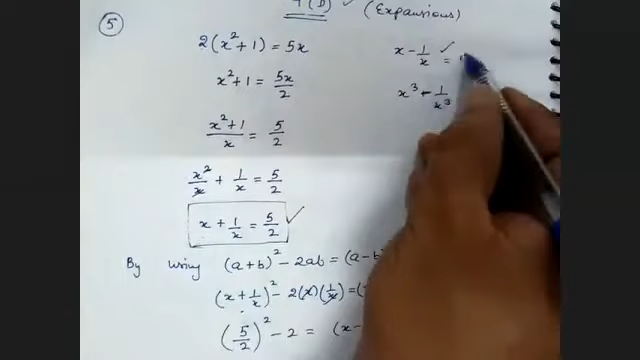 (Expansions)
5
2(x² + 1) = 5x
x² + 1 = 5x/2
(x² + 1)/x = 5/2
x²/x + 1/x = 5/2
x + 1/x = 5/2 ✓
By using (a+b)² - 2ab = (a-b
(x + 1/x)² - 2(x)(1/x) = (
(5/2)² - 2 = (x-
x - 1/x ✓ =
x³ - 1/x³